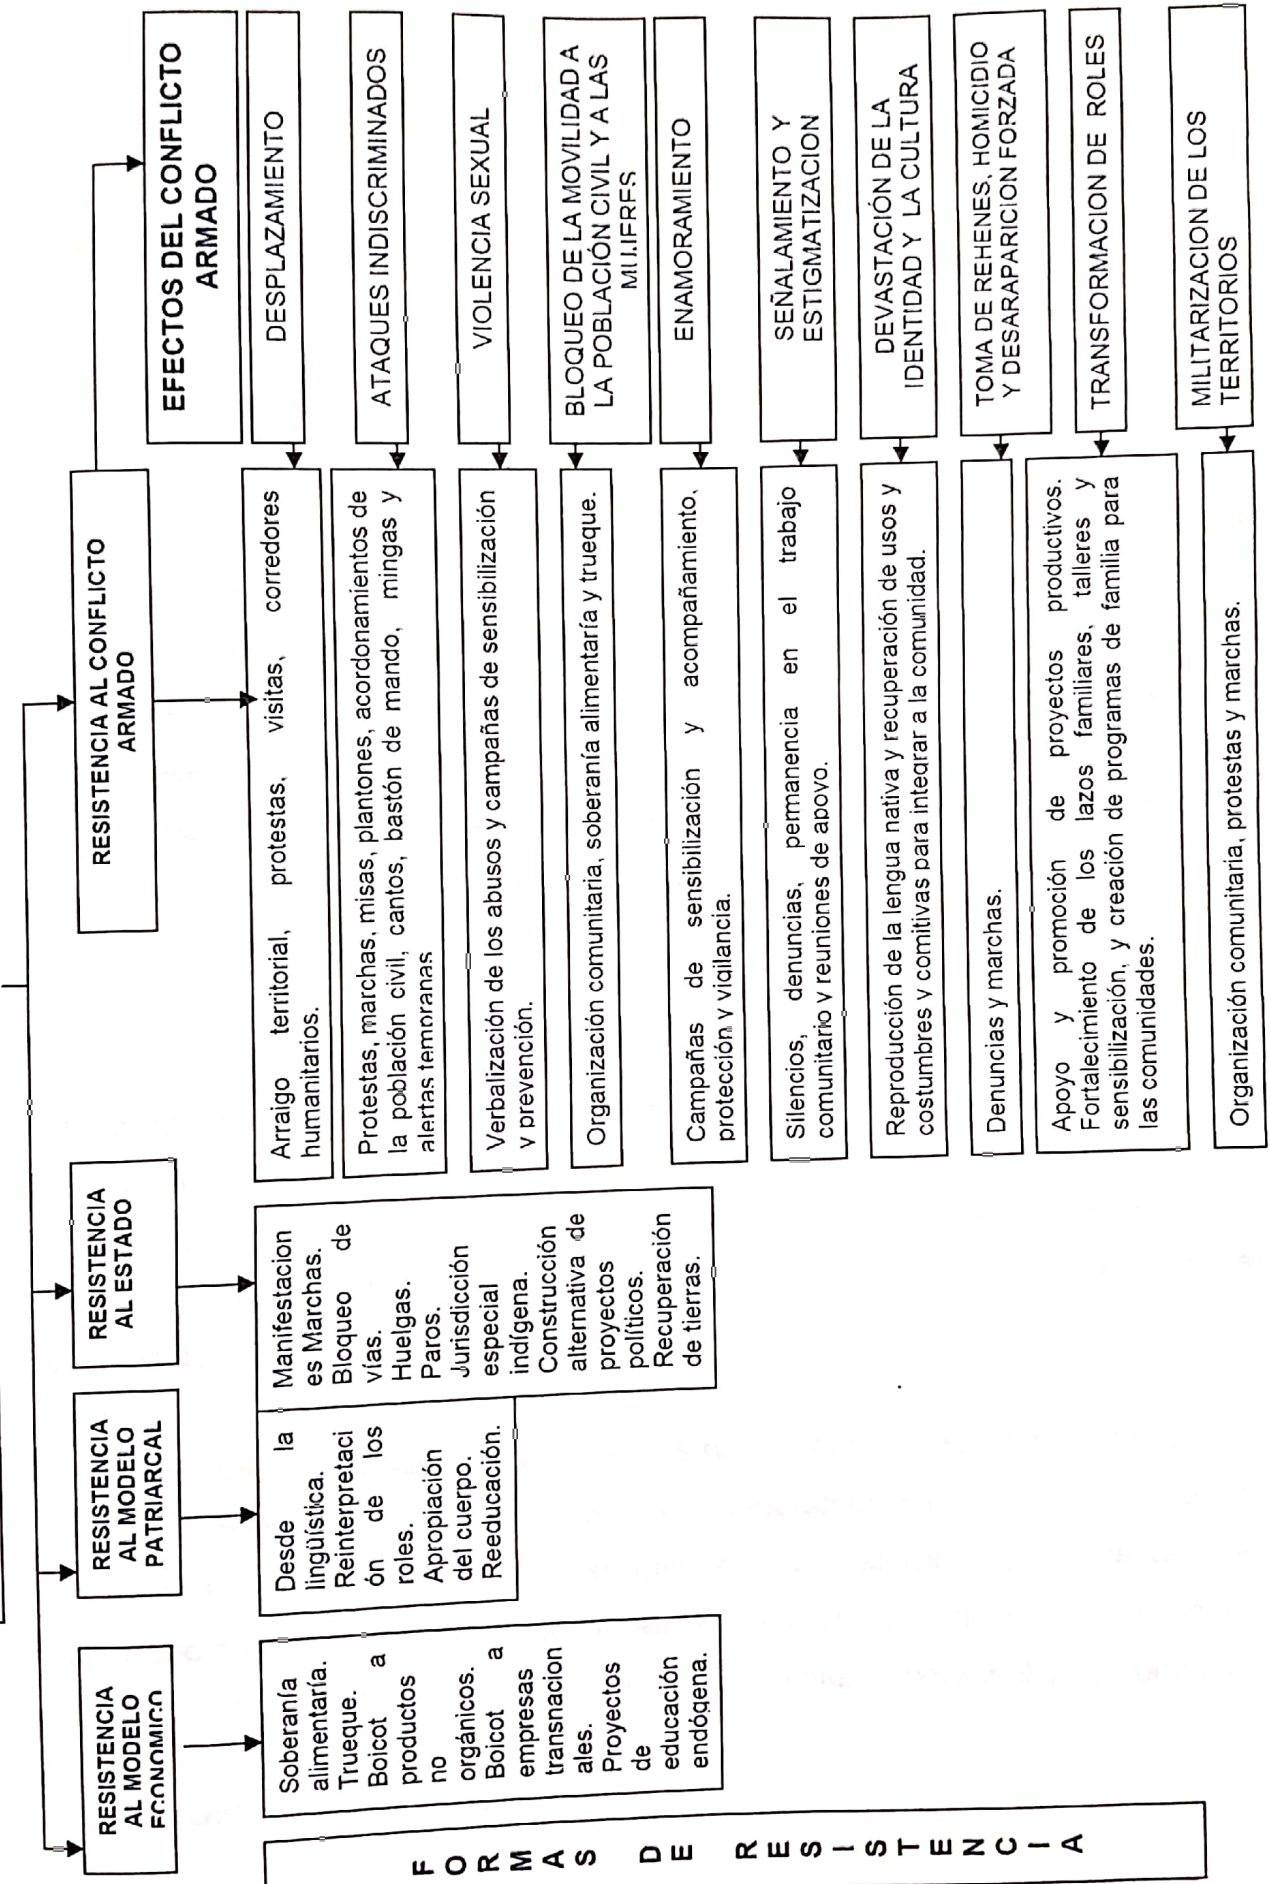 RESISTENCIA
AL MODELO
ECONOMICO
RESISTENCIA
AL MODELO
PATRIARCAL
RESISTENCIA
AL ESTADO
RESISTENCIA AL CONFLICTO
ARMADO
EFECTOS DEL CONFLICTO
ARMADO
FORMAS DE RESISTENCIA
Soberanía
alimentaría.
Trueque.
Boicot a
productos
no
orgánicos.
Boicot a
empresas
transnacion
ales.
Proyectos
de
educación
endógena.
Desde la
lingüística.
Reinterpretaci
ón de los
roles.
Apropiación
del cuerpo.
Reeducación.
Manifestacion
es Marchas.
Bloqueo de
vías.
Huelgas.
Paros.
Jurisdicción
especial
indígena.
Construcción
alternativa de
proyectos
políticos.
Recuperación
de tierras.
Arraigo territorial, protestas, visitas, corredores
humanitarios.
DESPLAZAMIENTO
Protestas, marchas, misas, plantones, acordonamientos de
la población civil, cantos, bastón de mando, mingas y
alertas tempranas
ATAQUES INDISCRIMINADOS
Verbalización de los abusos y campañas de sensibilización
y prevención.
VIOLENCIA SEXUAL
Organización comunitaria, soberanía alimentaría y trueque.
BLOQUEO DE LA MOVILIDAD A
LA POBLACIÓN CIVIL Y A LAS
MUJERES
Campañas de sensibilización y acompañamiento,
protección y vigilancia.
ENAMORAMIENTO
Silencios, denuncias, permanencia en el trabajo
comunitario y reuniones de apoyo.
SEÑALAMIENTO Y
ESTIGMATIZACION
Reproducción de la lengua nativa y recuperación de usos y
costumbres y comitivas para integrar a la comunidad.
DEVASTACIÓN DE LA
IDENTIDAD Y LA CULTURA
Denuncias y marchas.
TOMA DE REHENES, HOMICIDIO
Y DESARAPARICION FORZADA
Apoyo y promoción de proyectos productivos.
Fortalecimiento de los lazos familiares, talleres y
sensibilización, y creación de programas de familia para
las comunidades.
TRANSFORMACION DE ROLES
Organización comunitaria, protestas y marchas.
MILITARIZACION DE LOS
TERRITORIOS